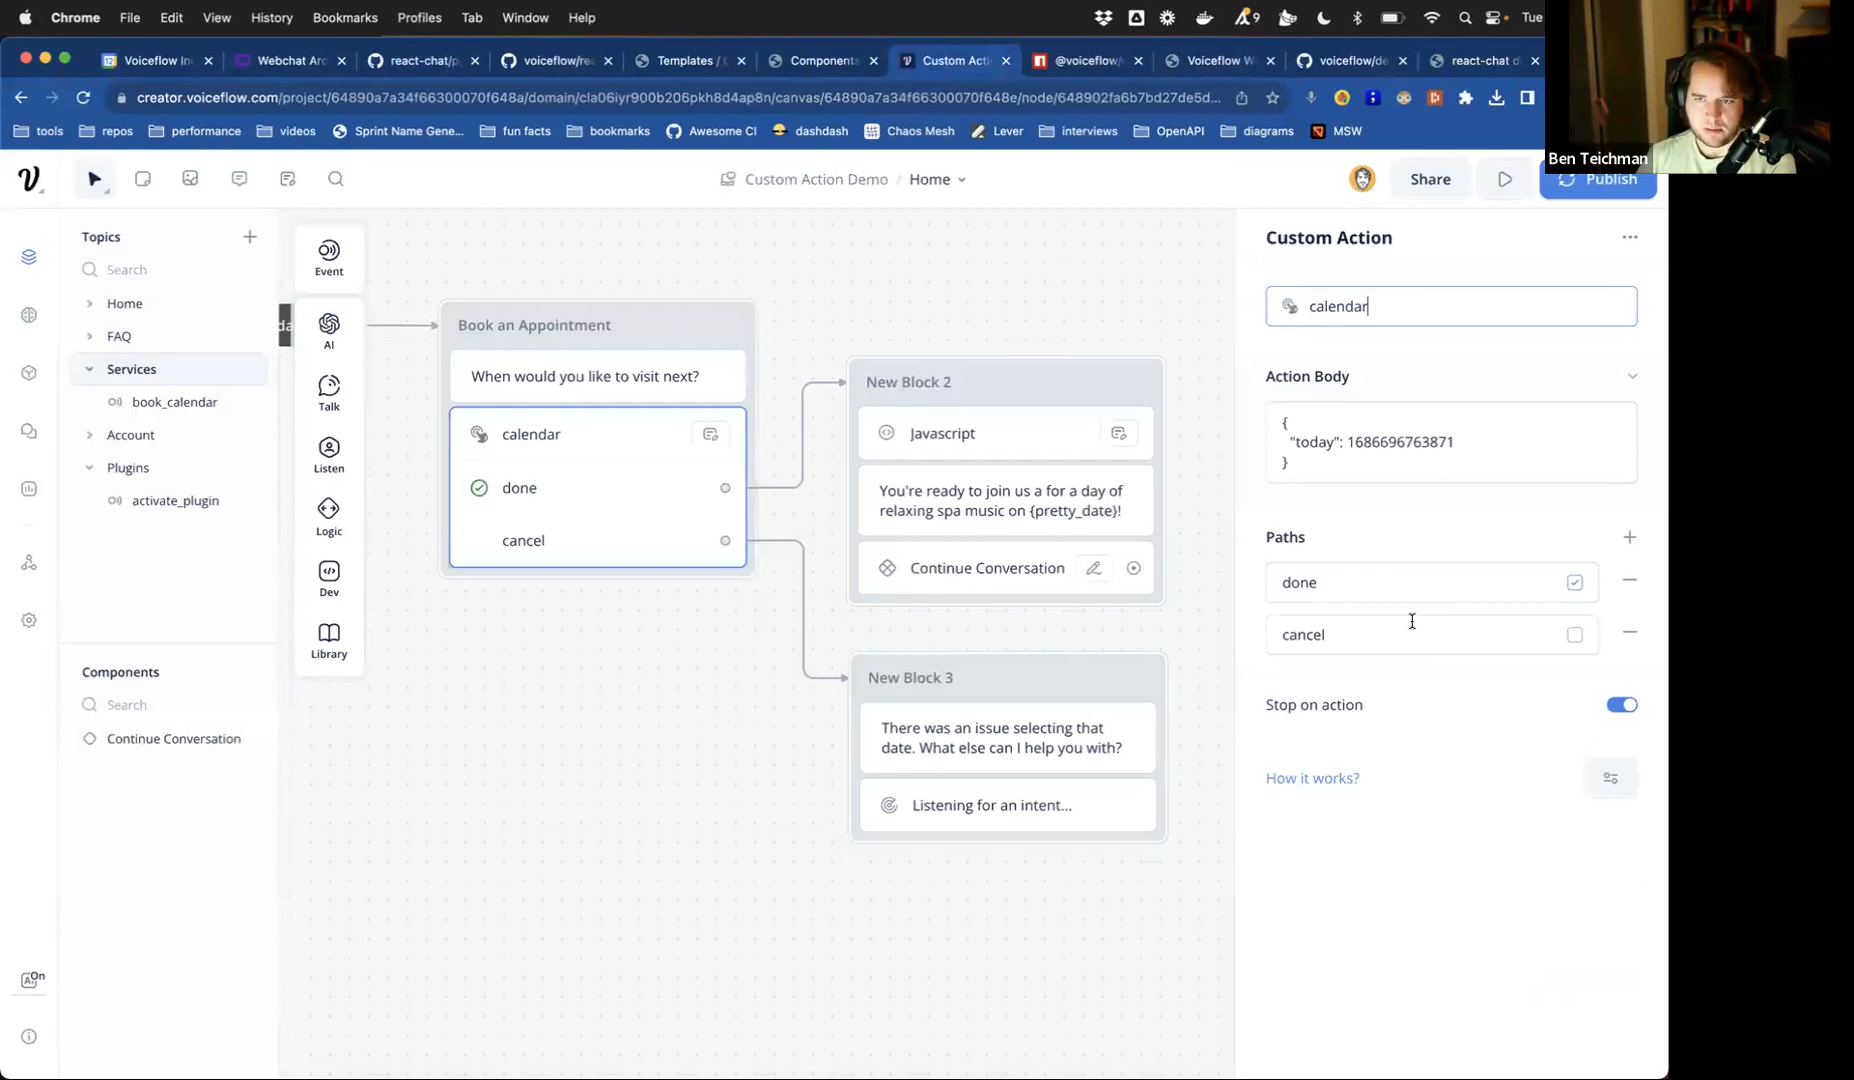 Chrome File Edit View History Bookmarks Profiles Tab Window Help 9 Tue
12 Voiceflow In Webchat Arc react-chat/p voiceflow/rea Templates / C Components Custom Acti @voiceflow/r Voiceflow W voiceflow/de react-chat d
creator.voiceflow.com/project/64890a7a34f66300070f648a/domain/cla06iyr900b206pkh8d4ap8n/canvas/64890a7a34f66300070f648e/node/648902fa6b7bd27de5d...
tools repos performance videos Sprint Name Gene... fun facts bookmarks Awesome CI dashdash Chaos Mesh Lever interviews OpenAPI diagrams MSW
Ben Teichman
Custom Action Demo / Home
Share
Publish
Topics
Search
Home
FAQ
Services
book_calendar
Account
Plugins
activate_plugin
Components
Search
Continue Conversation
On
Event
AI
Talk
Listen
Logic
Dev
Library
da
Book an Appointment
When would you like to visit next?
calendar
done
cancel
New Block 2
Javascript
You're ready to join us a for a day of
relaxing spa music on {pretty_date}!
Continue Conversation
New Block 3
There was an issue selecting that
date. What else can I help you with?
Listening for an intent...
Custom Action
calendar
Action Body
{
"today": 1686696763871
}
Paths
done
cancel
Stop on action
How it works?